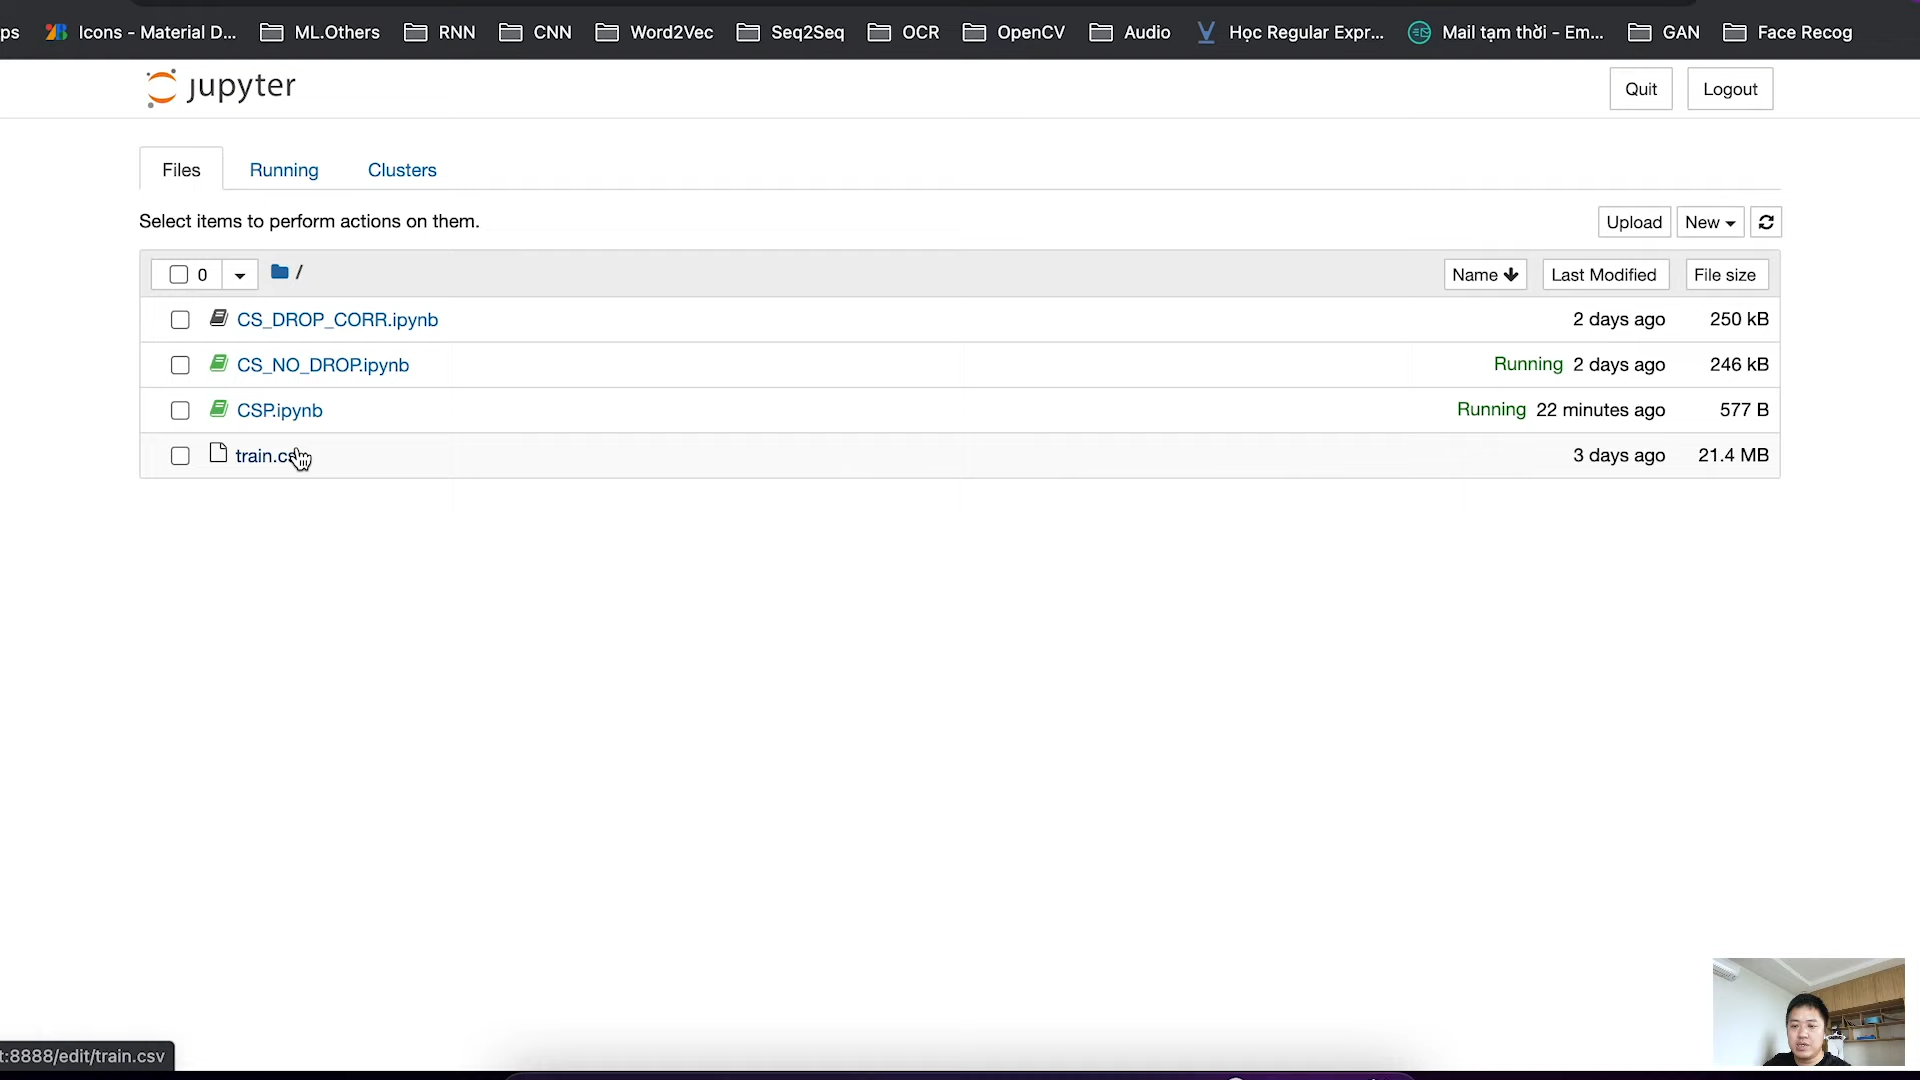 ps Icons - Material D... ML.Others RNN CNN Word2Vec Seq2Seq OCR OpenCV Audio Học Regular Expr... Mail tạm thời - Em... GAN Face Recog
jupyter Quit Logout
Files Running Clusters
Select items to perform actions on them. Upload New
0 / Name Last Modified File size
CS_DROP_CORR.ipynb 2 days ago 250 kB
CS_NO_DROP.ipynb Running 2 days ago 246 kB
CSP.ipynb Running 22 minutes ago 577 B
train.cs 3 days ago 21.4 MB
t:8888/edit/train.csv